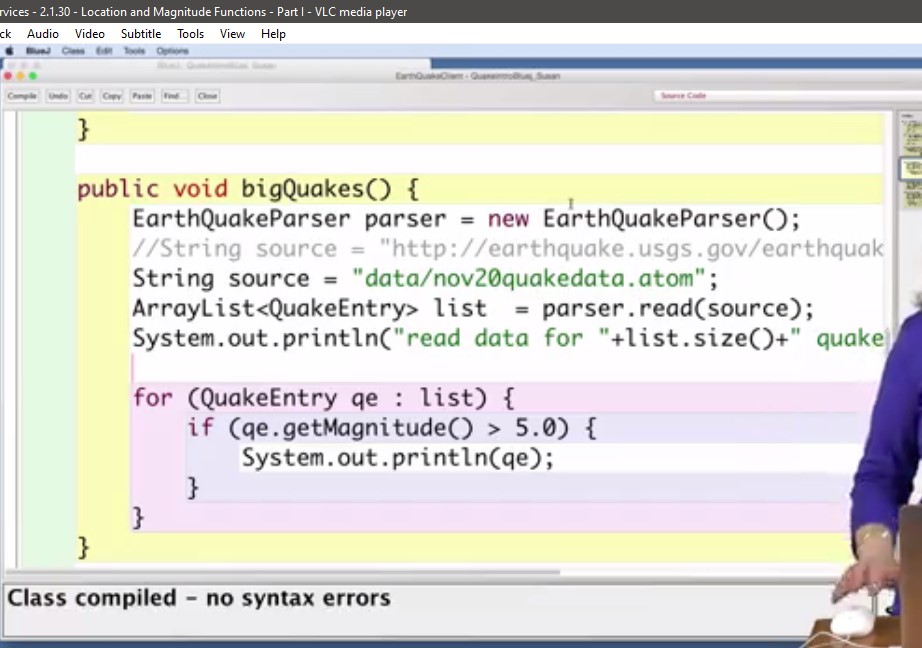 rvices - 2.1.30 - Location and Magnitude Functions - Part I - VLC media player
ck Audio Video Subtitle Tools View Help
BlueJ Class Edit Tools Options
EarthQuakeClient - QuakeIntroBlueJ_Susan
Compile Undo Cut Copy Paste Find... Close
Source Code
}
public void bigQuakes() {
EarthQuakeParser parser = new EarthQuakeParser();
//String source = "http://earthquake.usgs.gov/earthquak
String source = "data/nov20quakedata.atom";
ArrayList<QuakeEntry> list  = parser.read(source);
System.out.println("read data for "+list.size()+" quake
for (QuakeEntry qe : list) {
if (qe.getMagnitude() > 5.0) {
System.out.println(qe);
}
}
}
Class compiled - no syntax errors